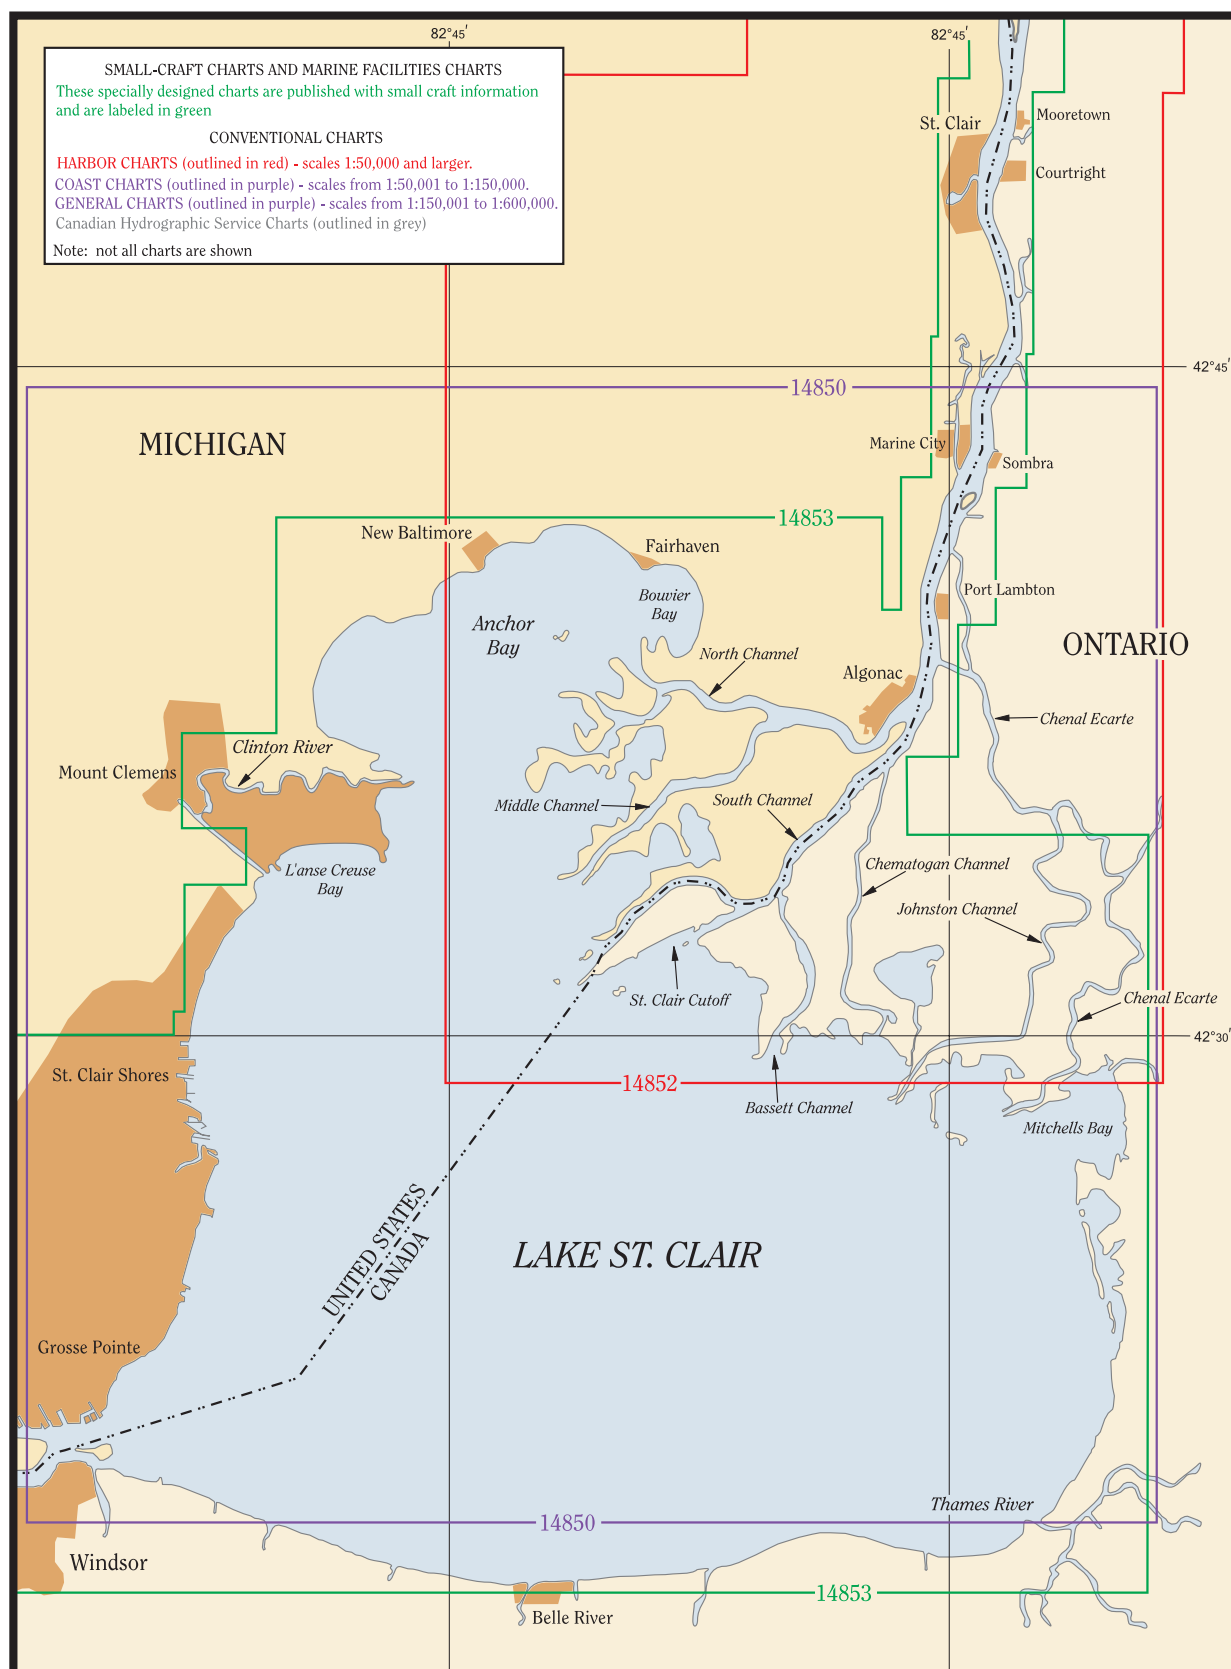 82°45'
82°45'
SMALL-CRAFT CHARTS AND MARINE FACILITIES CHARTS
These specially designed charts are published with small craft information
and are labeled in green
CONVENTIONAL CHARTS
HARBOR CHARTS (outlined in red) - scales 1:50,000 and larger.
COAST CHARTS (outlined in purple) - scales from 1:50,001 to 1:150,000.
GENERAL CHARTS (outlined in purple) - scales from 1:150,001 to 1:600,000.
Canadian Hydrographic Service Charts (outlined in grey)
Note: not all charts are shown
Mooretown
St. Clair
Courtright
42°45'
14850
MICHIGAN
Marine City
Sombra
14853
New Baltimore
Fairhaven
Port Lambton
Bouvier
Bay
Anchor
Bay
ONTARIO
North Channel
Algonac
Chenal Ecarte
Clinton River
Mount Clemens
Middle Channel
South Channel
L'anse Creuse
Bay
Chematogan Channel
Johnston Channel
St. Clair Cutoff
Chenal Ecarte
42°30'
St. Clair Shores
14852
Bassett Channel
Mitchells Bay
UNITED STATES
CANADA
LAKE ST. CLAIR
Grosse Pointe
Thames River
14850
Windsor
14853
Belle River